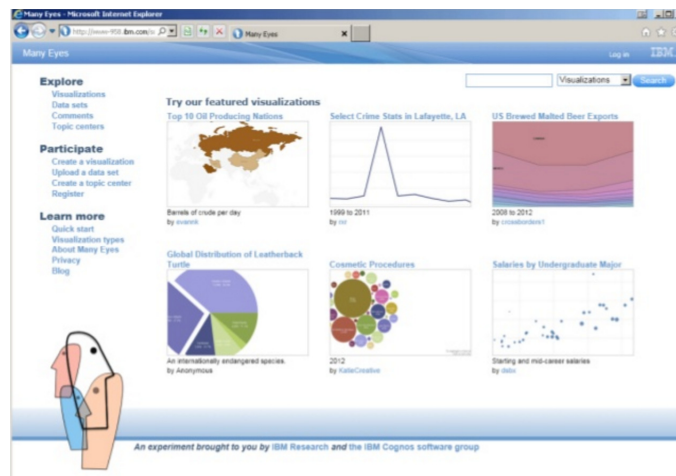 Many Eyes - Microsoft Internet Explorer
Many Eyes
Many Eyes
Log in
IBM
Visualizations
Search
Explore
Visualizations
Data sets
Comments
Topic centers
Participate
Create a visualization
Upload a data set
Create a topic center
Register
Learn more
Quick start
Visualization types
About Many Eyes
Privacy
Blog
Try our featured visualizations
Top 10 Oil Producing Nations
Barrels of crude per day
by
Select Crime Stats in Lafayette, LA
1999 to 2011
by
US Brewed Malted Beer Exports
2008 to 2012
by
Global Distribution of Leatherback
Turtle
An internationally endangered species.
by Anonymous
Cosmetic Procedures
2012
by KatieCreative
Salaries by Undergraduate Major
Starting and mid-career salaries
by
An experiment brought to you by IBM Research and the IBM Cognos software group